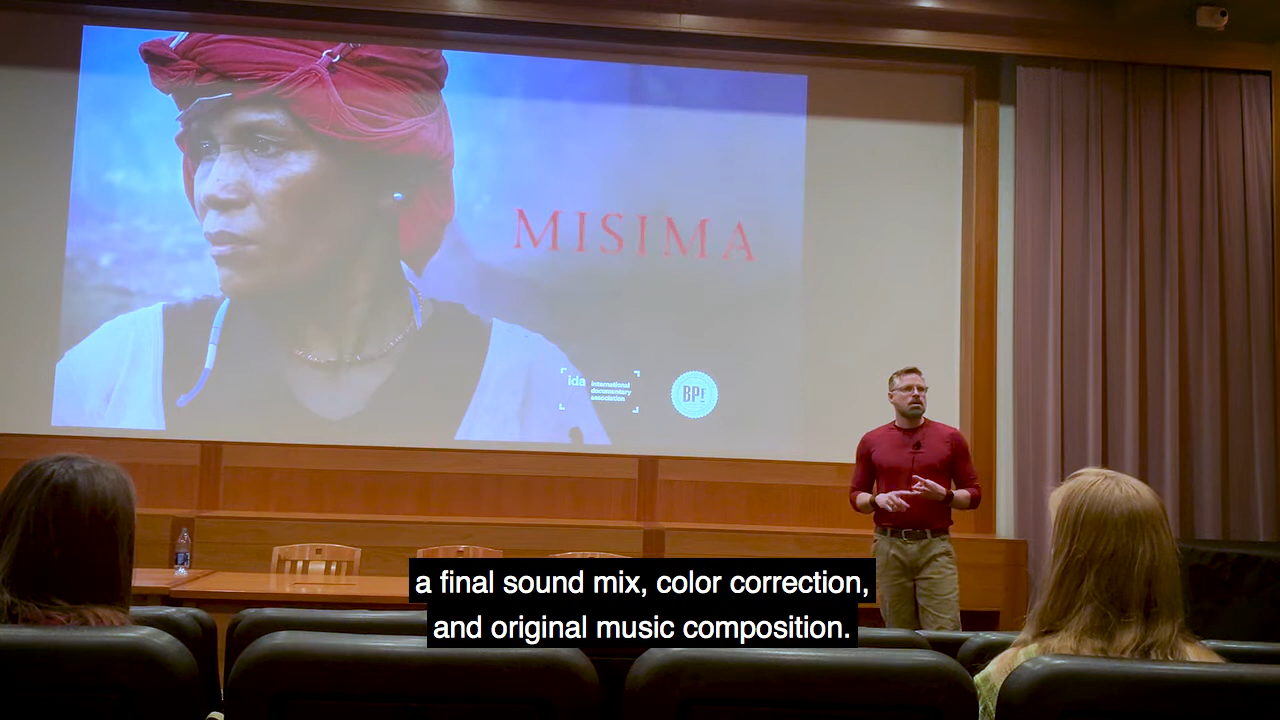 MISIMA
ida
international
documentary
association
BPI
a final sound mix, color correction,
and original music composition.